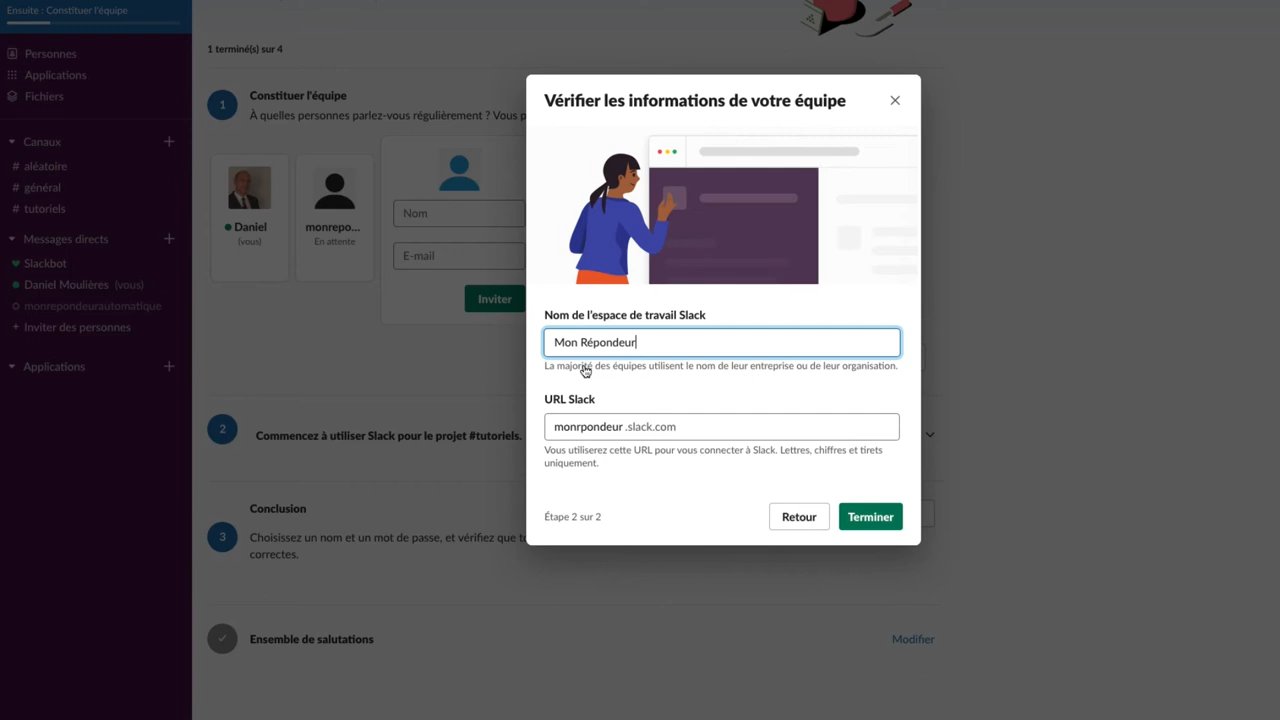 Ensuite : Constituer l'équipe
Personnes
Applications
Fichiers
Canaux
# aléatoire
# général
# tutoriels
Messages directs
Slackbot
Daniel Moulières (vous)
monrepondeurautomatique
+ Inviter des personnes
Applications
1 terminé(s) sur 4
1
Constituer l'équipe
À quelles personnes parlez-vous régulièrement ? Vous p
Daniel
(vous)
monrepo...
En attente
Nom
E-mail
Inviter
2
Commencez à utiliser Slack pour le projet #tutoriels.
Conclusion
3
Choisissez un nom et un mot de passe, et vérifiez que to
correctes.
Ensemble de salutations
Modifier
Vérifier les informations de votre équipe
Nom de l'espace de travail Slack
Mon Répondeur
La majorité des équipes utilisent le nom de leur entreprise ou de leur organisation.
URL Slack
monrpondeur .slack.com
Vous utiliserez cette URL pour vous connecter à Slack. Lettres, chiffres et tirets
uniquement.
Étape 2 sur 2
Retour
Terminer